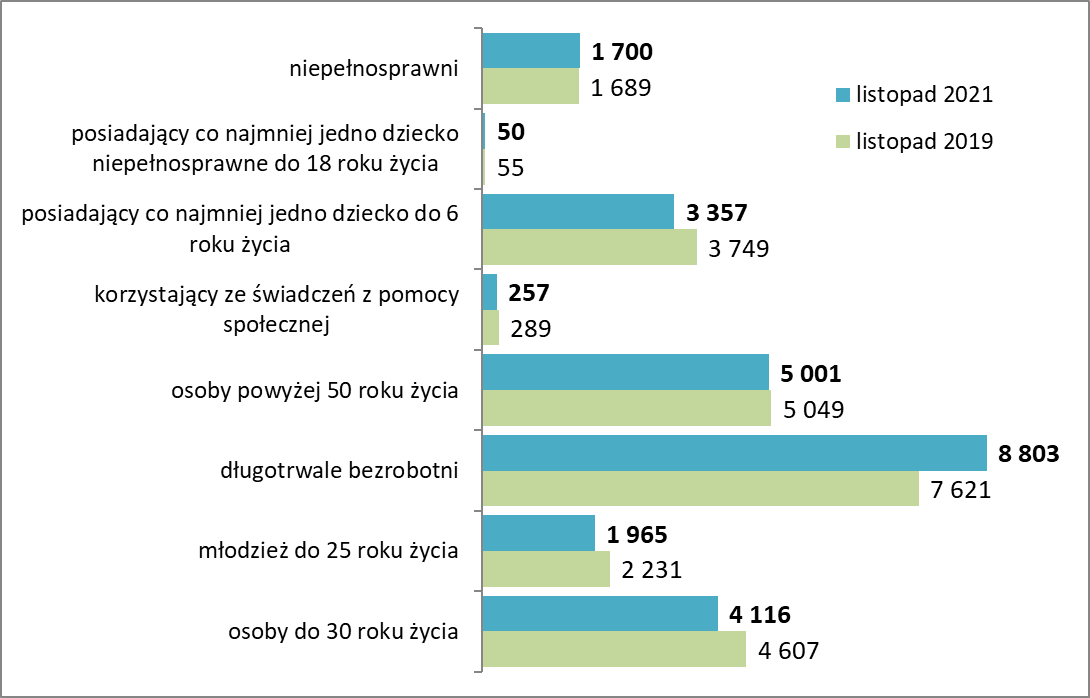 niepełnosprawni
1 700
1 689
posiadający co najmniej jedno dziecko
niepełnosprawne do 18 roku życia
50
55
posiadający co najmniej jedno dziecko do 6
roku życia
3 357
3 749
korzystający ze świadczeń z pomocy
społecznej
257
289
osoby powyżej 50 roku życia
5 001
5 049
długotrwale bezrobotni
8 803
7 621
młodzież do 25 roku życia
1 965
2 231
osoby do 30 roku życia
4 116
4 607
listopad 2021
listopad 2019